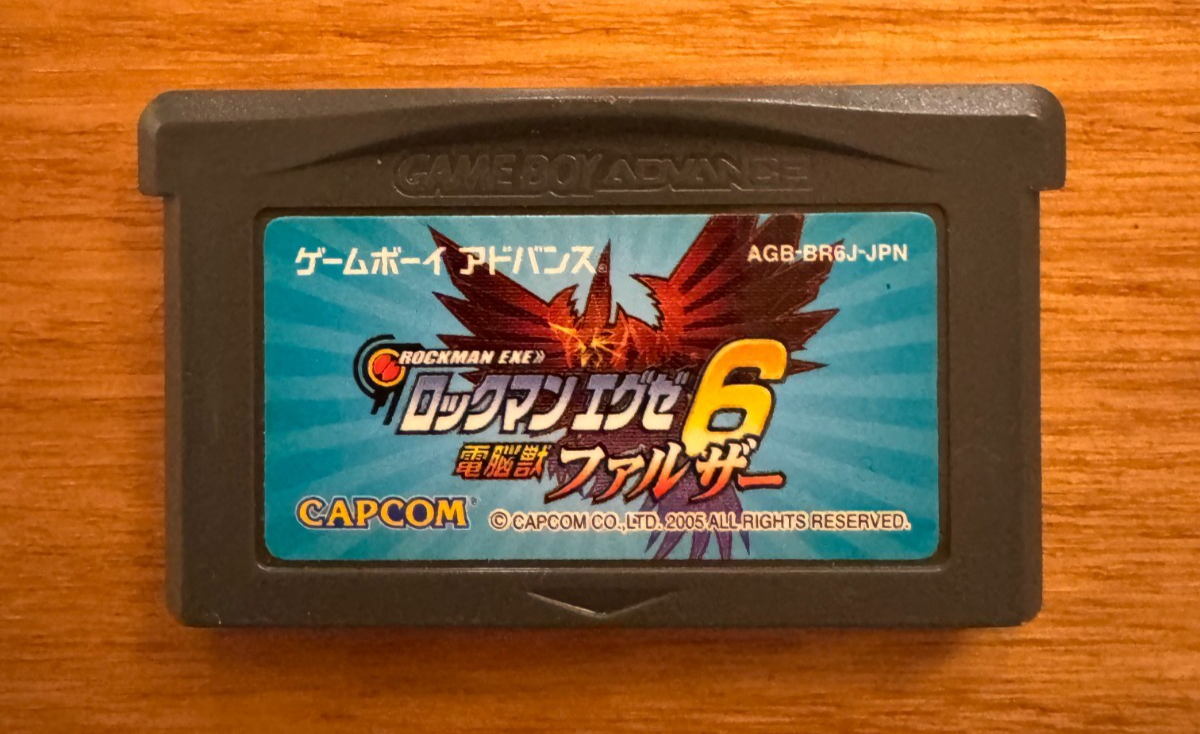 GAME BOY ADVANCE
ゲームボーイ アドバンス®
AGB-BR6J-JPN
ROCKMAN EXE
ロックマン エグゼ 6
電脳獣 ファルザー
CAPCOM®
© CAPCOM CO.,LTD. 2005 ALL RIGHTS RESERVED.